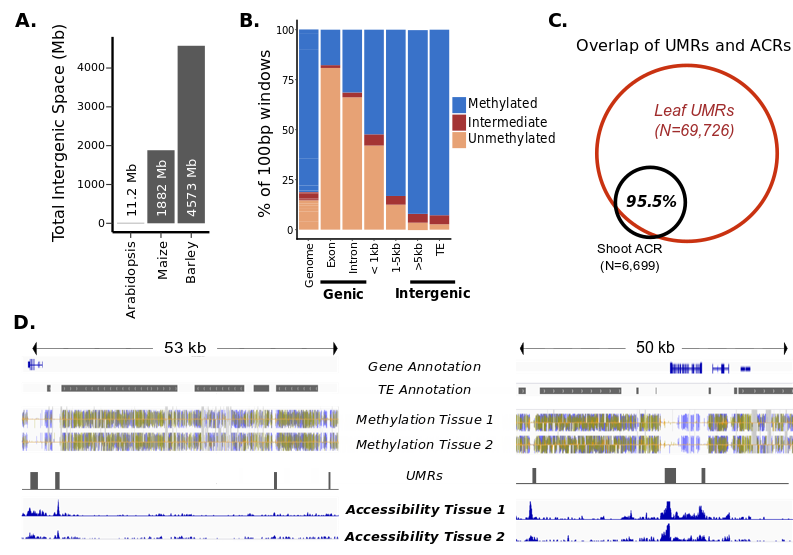 A.
Total Intergenic Space (Mb)
4000
3000
2000
1000
0
11.2 Mb
1882 Mb
4573 Mb
Arabidopsis
Maize
Barley
B.
% of 100bp windows
100
75
50
25
0
Genome
Exon
Intron
< 1kb
1-5kb
>5kb
TE
Genic
Intergenic
Methylated
Intermediate
Unmethylated
C.
Overlap of UMRs and ACRs
Leaf UMRs
(N=69,726)
95.5%
Shoot ACR
(N=6,699)
D.
53 kb
50 kb
Gene Annotation
TE Annotation
Methylation Tissue 1
Methylation Tissue 2
UMRs
Accessibility Tissue 1
Accessibility Tissue 2